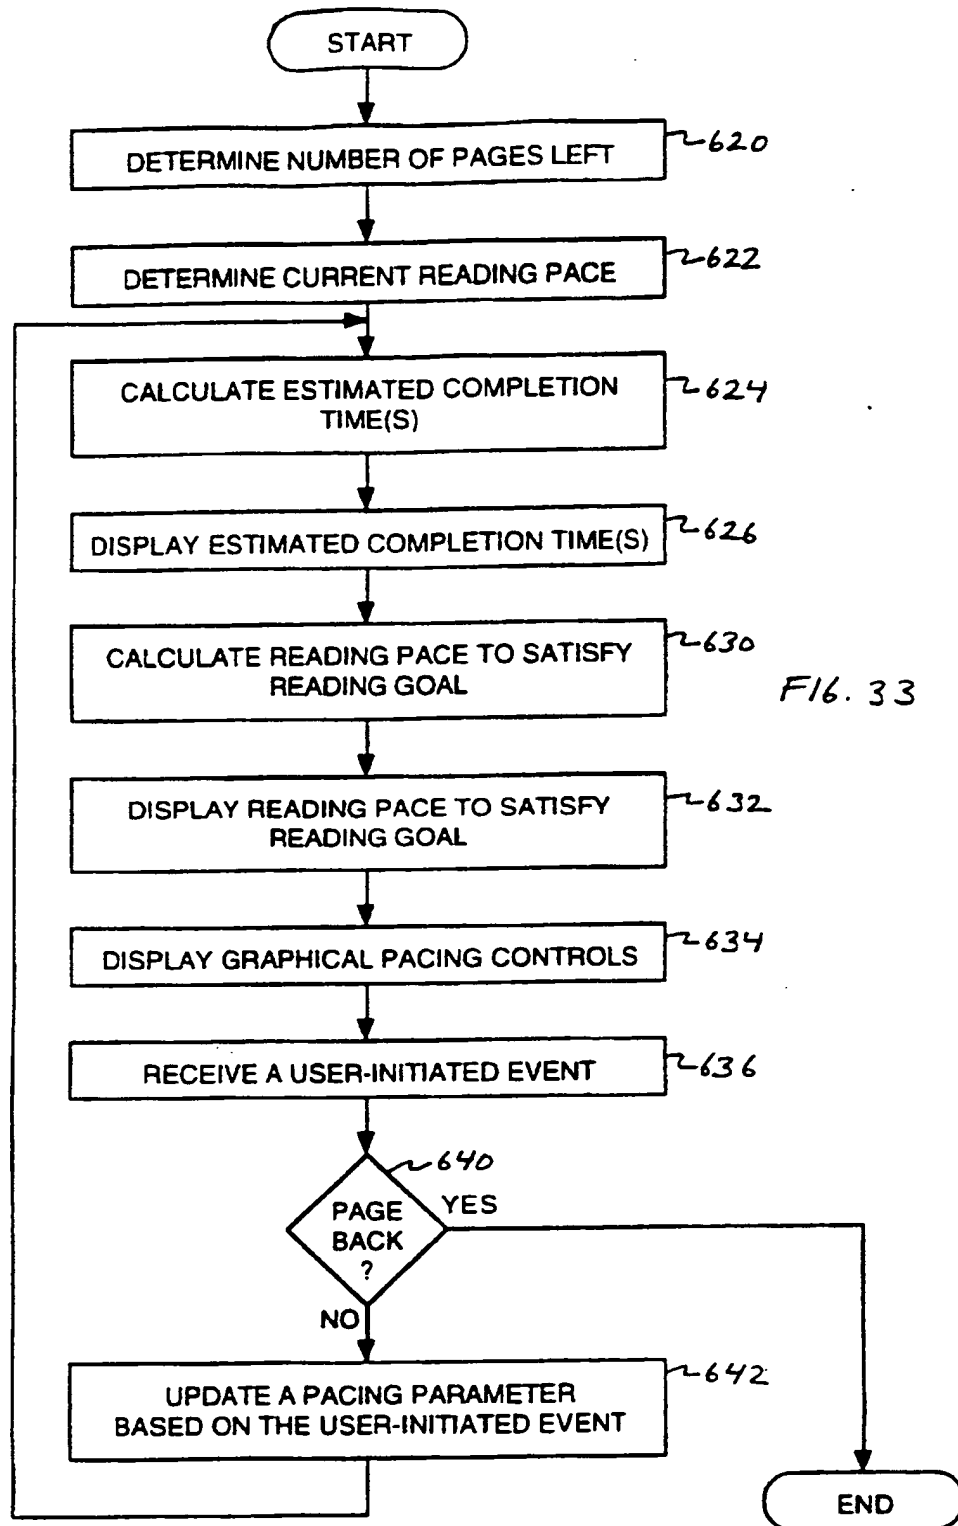 START
DETERMINE NUMBER OF PAGES LEFT
620
DETERMINE CURRENT READING PACE
622
CALCULATE ESTIMATED COMPLETION
TIME(S)
624
DISPLAY ESTIMATED COMPLETION TIME(S)
626
CALCULATE READING PACE TO SATISFY
READING GOAL
630
FIG. 33
DISPLAY READING PACE TO SATISFY
READING GOAL
632
DISPLAY GRAPHICAL PACING CONTROLS
634
RECEIVE A USER-INITIATED EVENT
636
640
PAGE
BACK
?
YES
NO
UPDATE A PACING PARAMETER
BASED ON THE USER-INITIATED EVENT
642
END